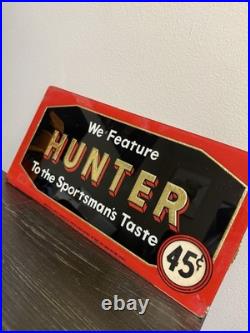 We Feature
HUNTER
To the Sportsman's Taste
45¢